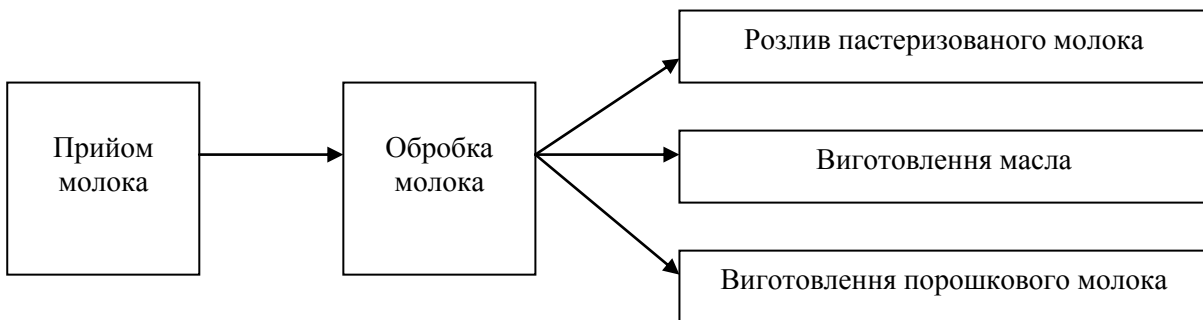 Прийом
молока
Обробка
молока
Розлив пастеризованого молока
Виготовлення масла
Виготовлення порошкового молока